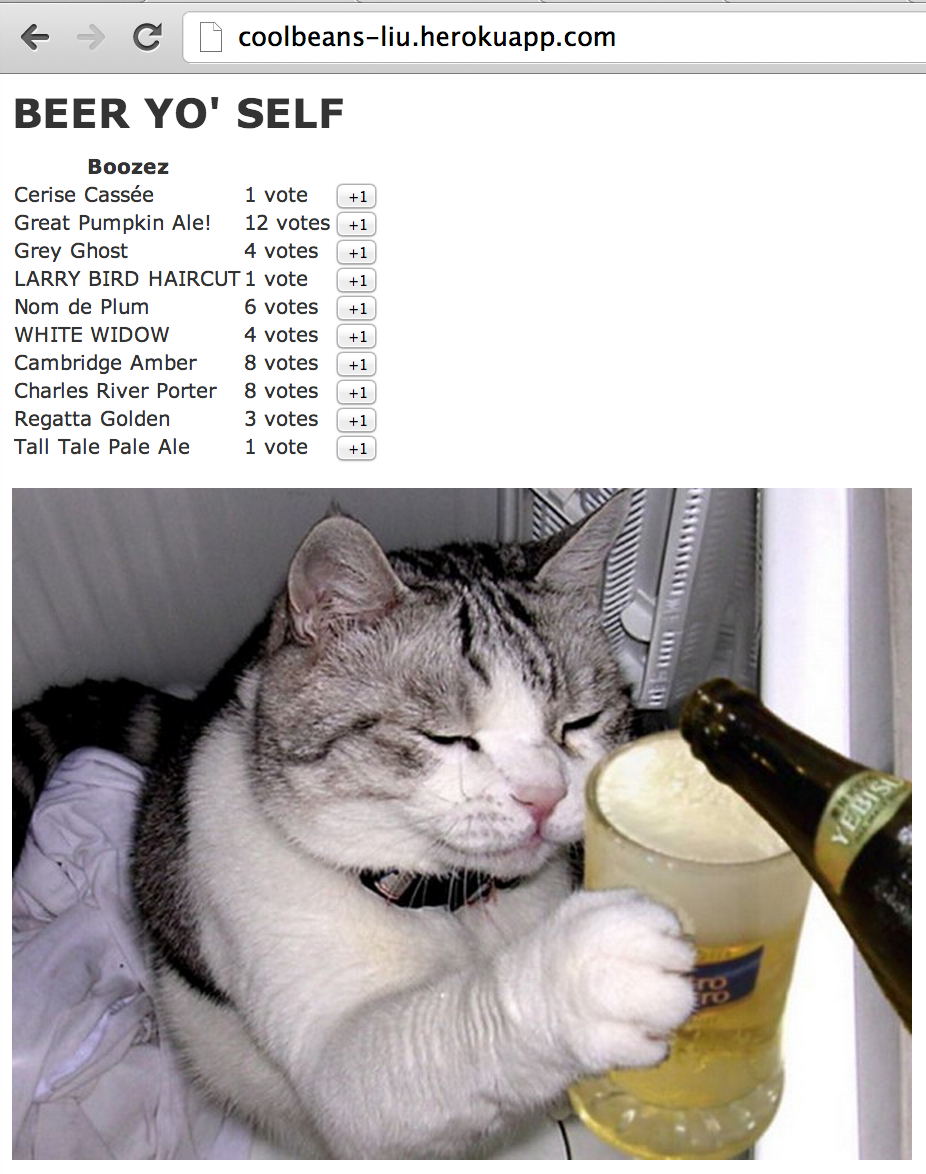 coolbeans-liu.herokuapp.com
BEER YO' SELF
Boozez
Cerise Cassée 1 vote +1
Great Pumpkin Ale! 12 votes +1
Grey Ghost 4 votes +1
LARRY BIRD HAIRCUT 1 vote +1
Nom de Plum 6 votes +1
WHITE WIDOW 4 votes +1
Cambridge Amber 8 votes +1
Charles River Porter 8 votes +1
Regatta Golden 3 votes +1
Tall Tale Pale Ale 1 vote +1